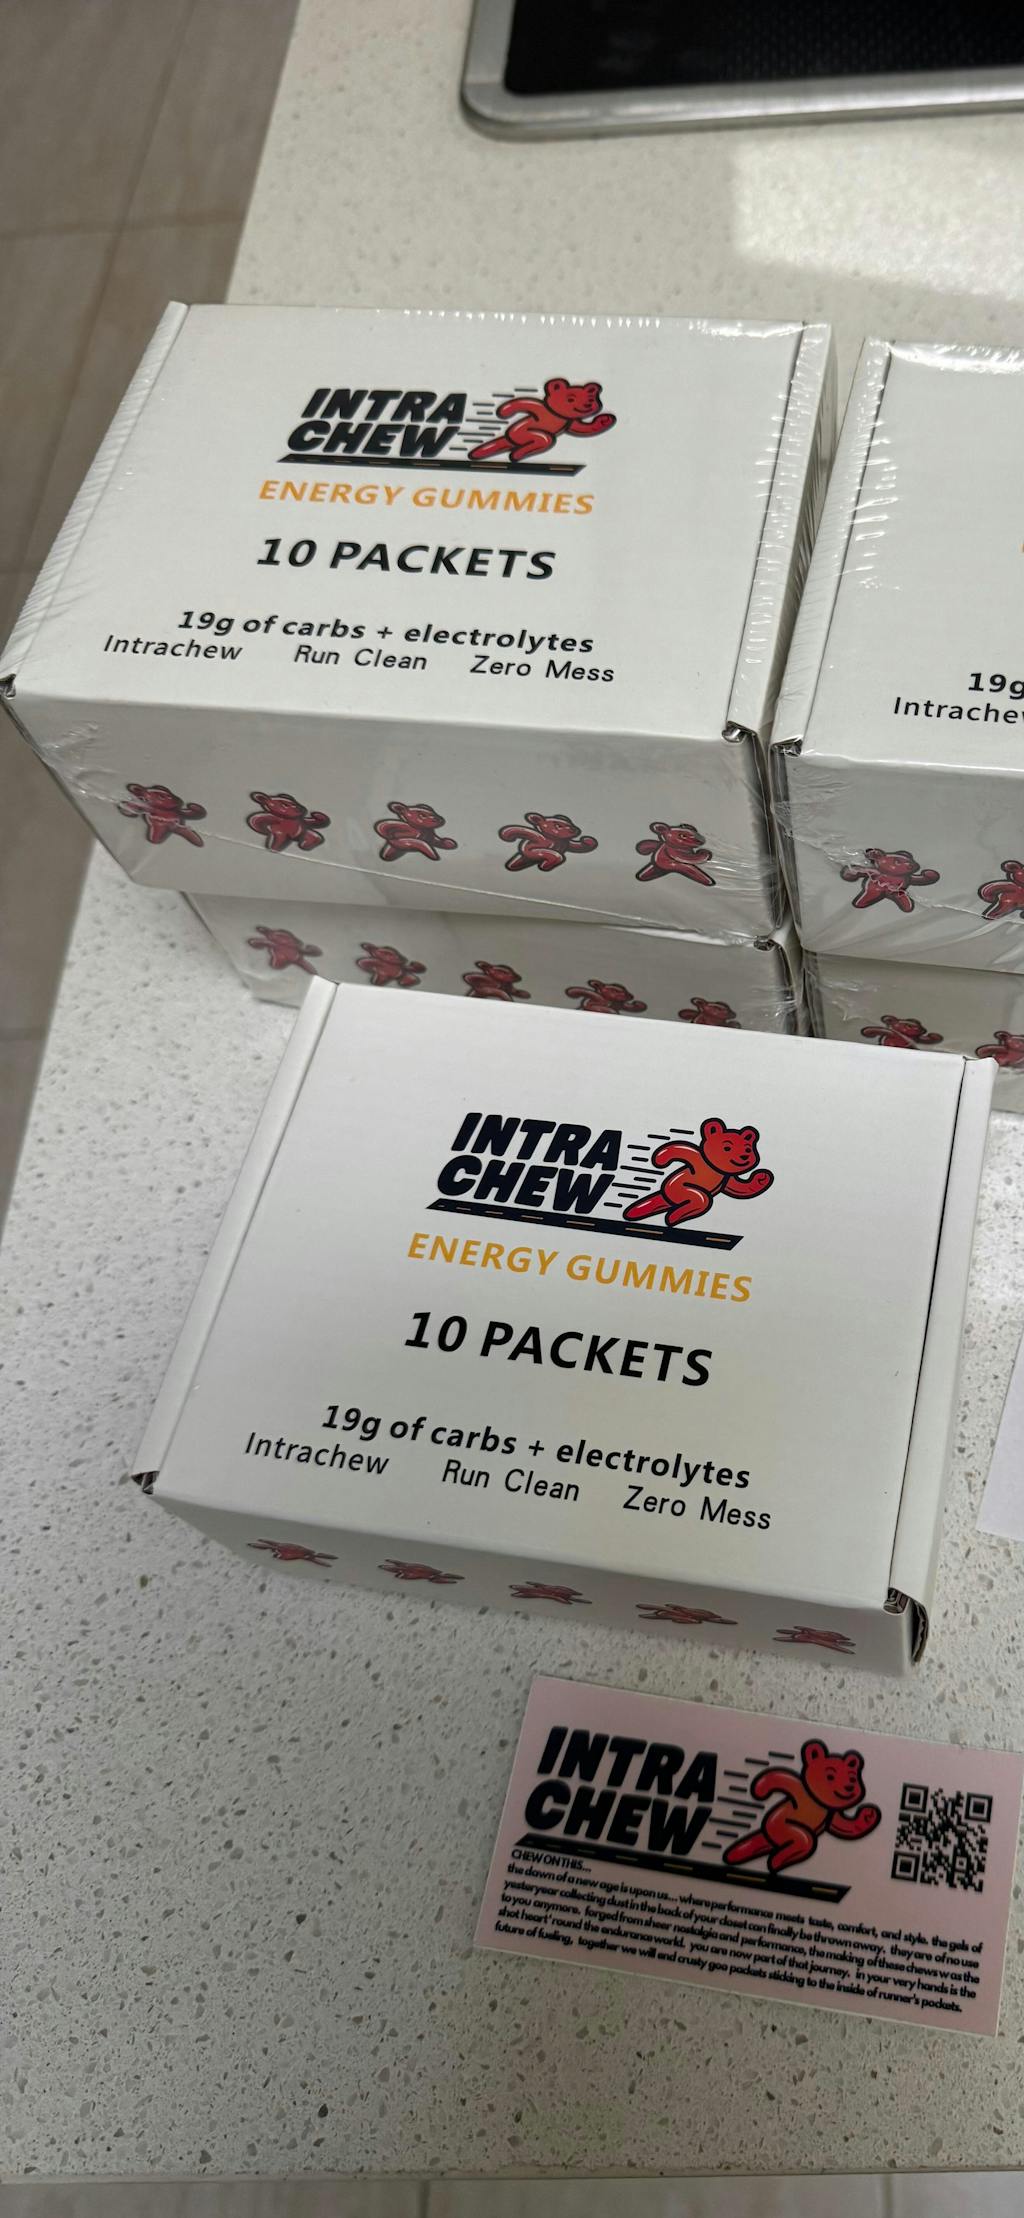 INTRA
CHEW
ENERGY GUMMIES
10 PACKETS
19g of carbs + electrolytes
Intrachew Run Clean Zero Mess
19g
Intrachew
INTRA
CHEW
ENERGY GUMMIES
10 PACKETS
19g of carbs + electrolytes
Intrachew Run Clean Zero Mess
INTRA
CHEW
CHEW ON THIS...
the dawn of a new age is upon us... where performance meets taste, comfort, and style. the gels of
yesteryear collecting dust in the back of your closet can finally be thrown away, they are of no use
to you anymore. forged from sheer nostalgia and performance, the making of these chews was the
shot heart 'round the endurance world. you are now part of that journey. in your very hands is the
future of fueling, together we will end crusty goo packets sticking to the inside of runner's pockets.